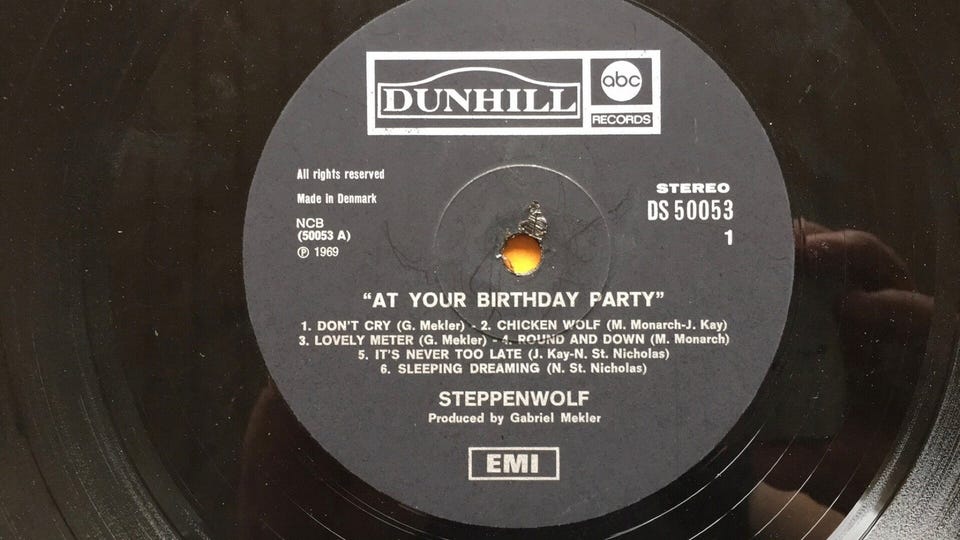 DUNHILL
abc
RECORDS
All rights reserved
Made in Denmark
NCB
(50053 A)
℗ 1969
STEREO
DS 50053
1
“AT YOUR BIRTHDAY PARTY”
1. DON'T CRY (G. Mekler) - 2. CHICKEN WOLF (M. Monarch-J. Kay)
3. LOVELY METER (G. Mekler) - 4. ROUND AND DOWN (M. Monarch)
5. IT'S NEVER TOO LATE (J. Kay-N. St. Nicholas)
6. SLEEPING DREAMING (N. St. Nicholas)
STEPPENWOLF
Produced by Gabriel Mekler
EMI